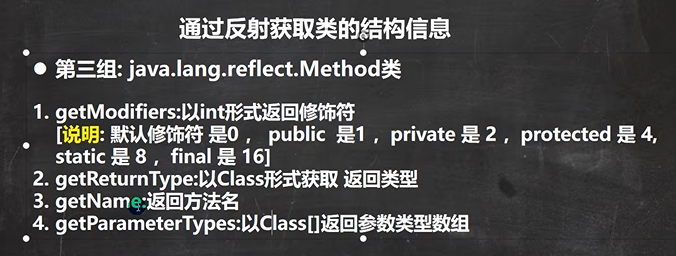 通过反射获取类的结构信息
● 第三组: java.lang.reflect.Method类
1. getModifiers:以int形式返回修饰符
[说明: 默认修饰符 是0 ， public 是1 ，private 是 2 ，protected 是 4,
static 是 8 ，final 是 16]
2. getReturnType:以Class形式获取 返回类型
3. getName:返回方法名
4. getParameterTypes:以Class[]返回参数类型数组